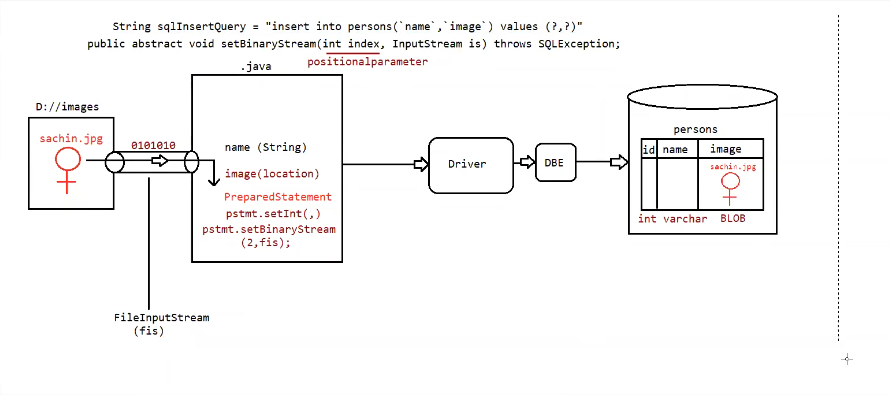 String sqlInsertQuery = "insert into persons(`name`,`image`) values (?,?)"
public abstract void setBinaryStream(int index, InputStream is) throws SQLException;
positionalparameter
.java
D://images
sachin.jpg
0101010
name (String)
image(location)
PreparedStatement
pstmt.setInt(,)
pstmt.setBinaryStream
(2,fis);
Driver
DBE
persons
id name image
sachin.jpg
int varchar BLOB
FileInputStream
(fis)